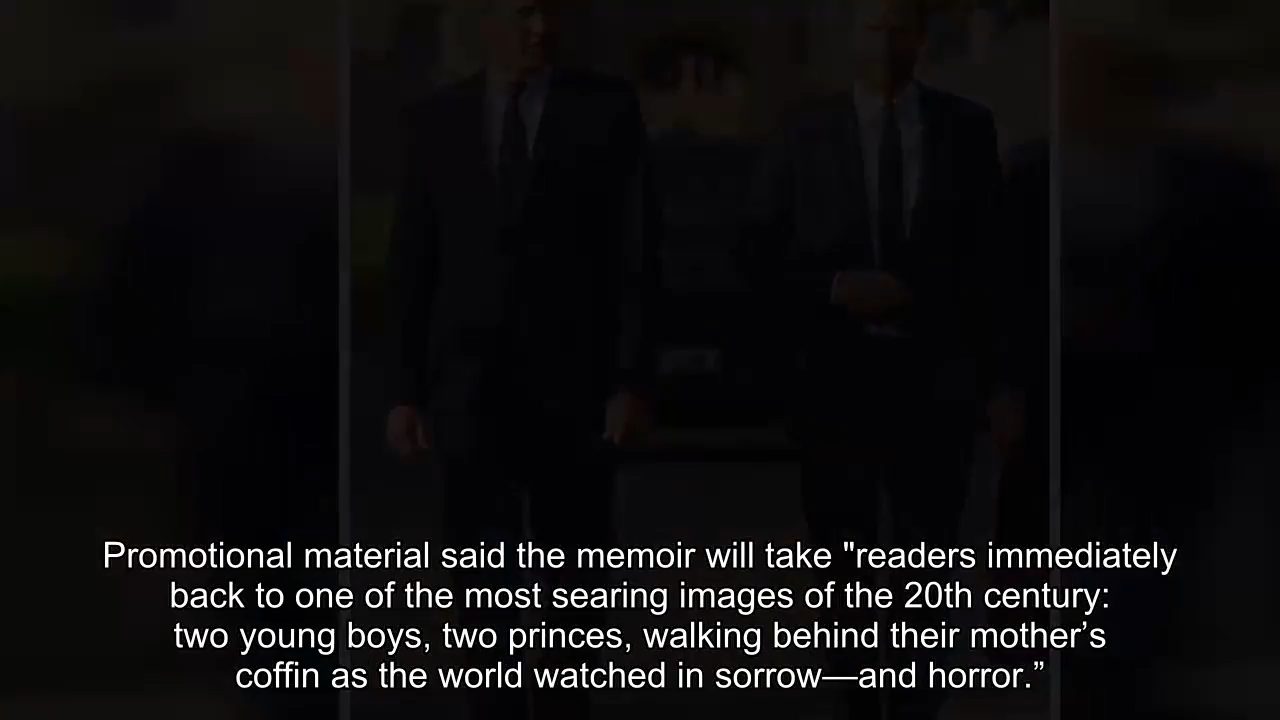 Promotional material said the memoir will take "readers immediately
back to one of the most searing images of the 20th century:
two young boys, two princes, walking behind their mother’s
coffin as the world watched in sorrow—and horror.”